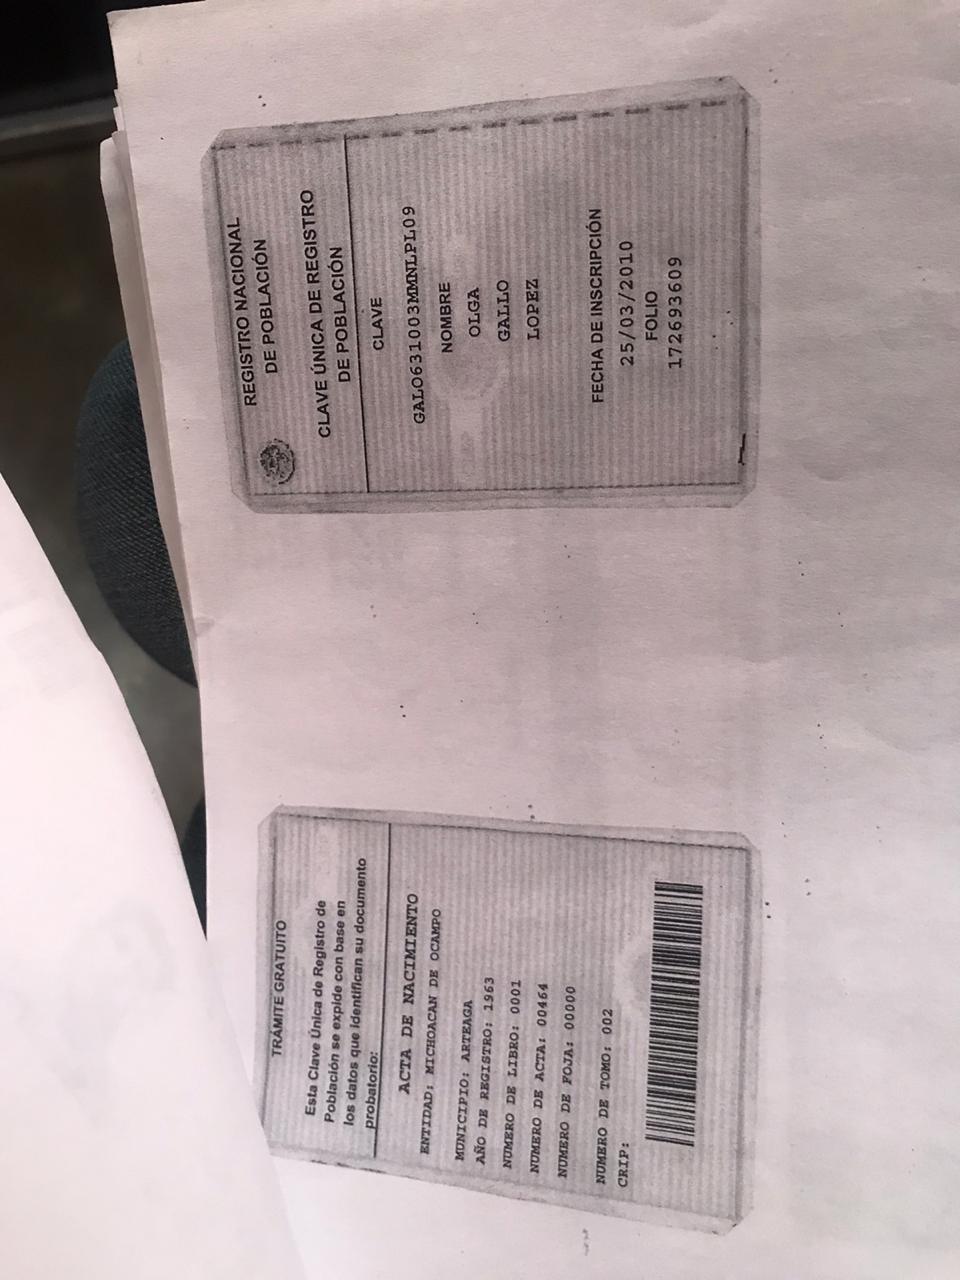 REGISTRO NACIONAL
DE POBLACIÓN
CLAVE ÚNICA DE REGISTRO
DE POBLACIÓN
CLAVE
GALO631003MMNLPL09
NOMBRE
OLGA
GALLO
LOPEZ
FECHA DE INSCRIPCIÓN
25/03/2010
FOLIO
172693609
TRÁMITE GRATUITO
Esta Clave Única de Registro de
Población se expide con base en
los datos que identifican su documento
probatorio:
ACTA DE NACIMIENTO
ENTIDAD: MICHOACAN DE OCAMPO
MUNICIPIO: ARTEAGA
AÑO DE REGISTRO: 1963
NUMERO DE LIBRO: 0001
NUMERO DE ACTA: 00464
NUMERO DE FOJA: 00000
NUMERO DE TOMO: 002
CRIP: